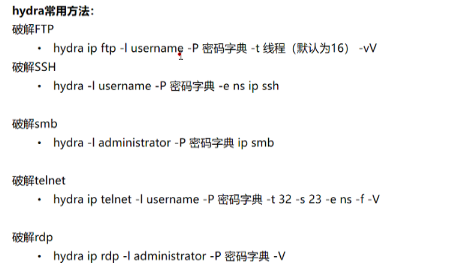 hydra常用方法：
破解FTP
• hydra ip ftp -l username -P 密码字典 -t 线程（默认为16） -vV
破解SSH
• hydra -l username -P 密码字典 -e ns ip ssh
破解smb
• hydra -l administrator -P 密码字典 ip smb
破解telnet
• hydra ip telnet -l username -P 密码字典 -t 32 -s 23 -e ns -f -V
破解rdp
• hydra ip rdp -l administrator -P 密码字典 -V